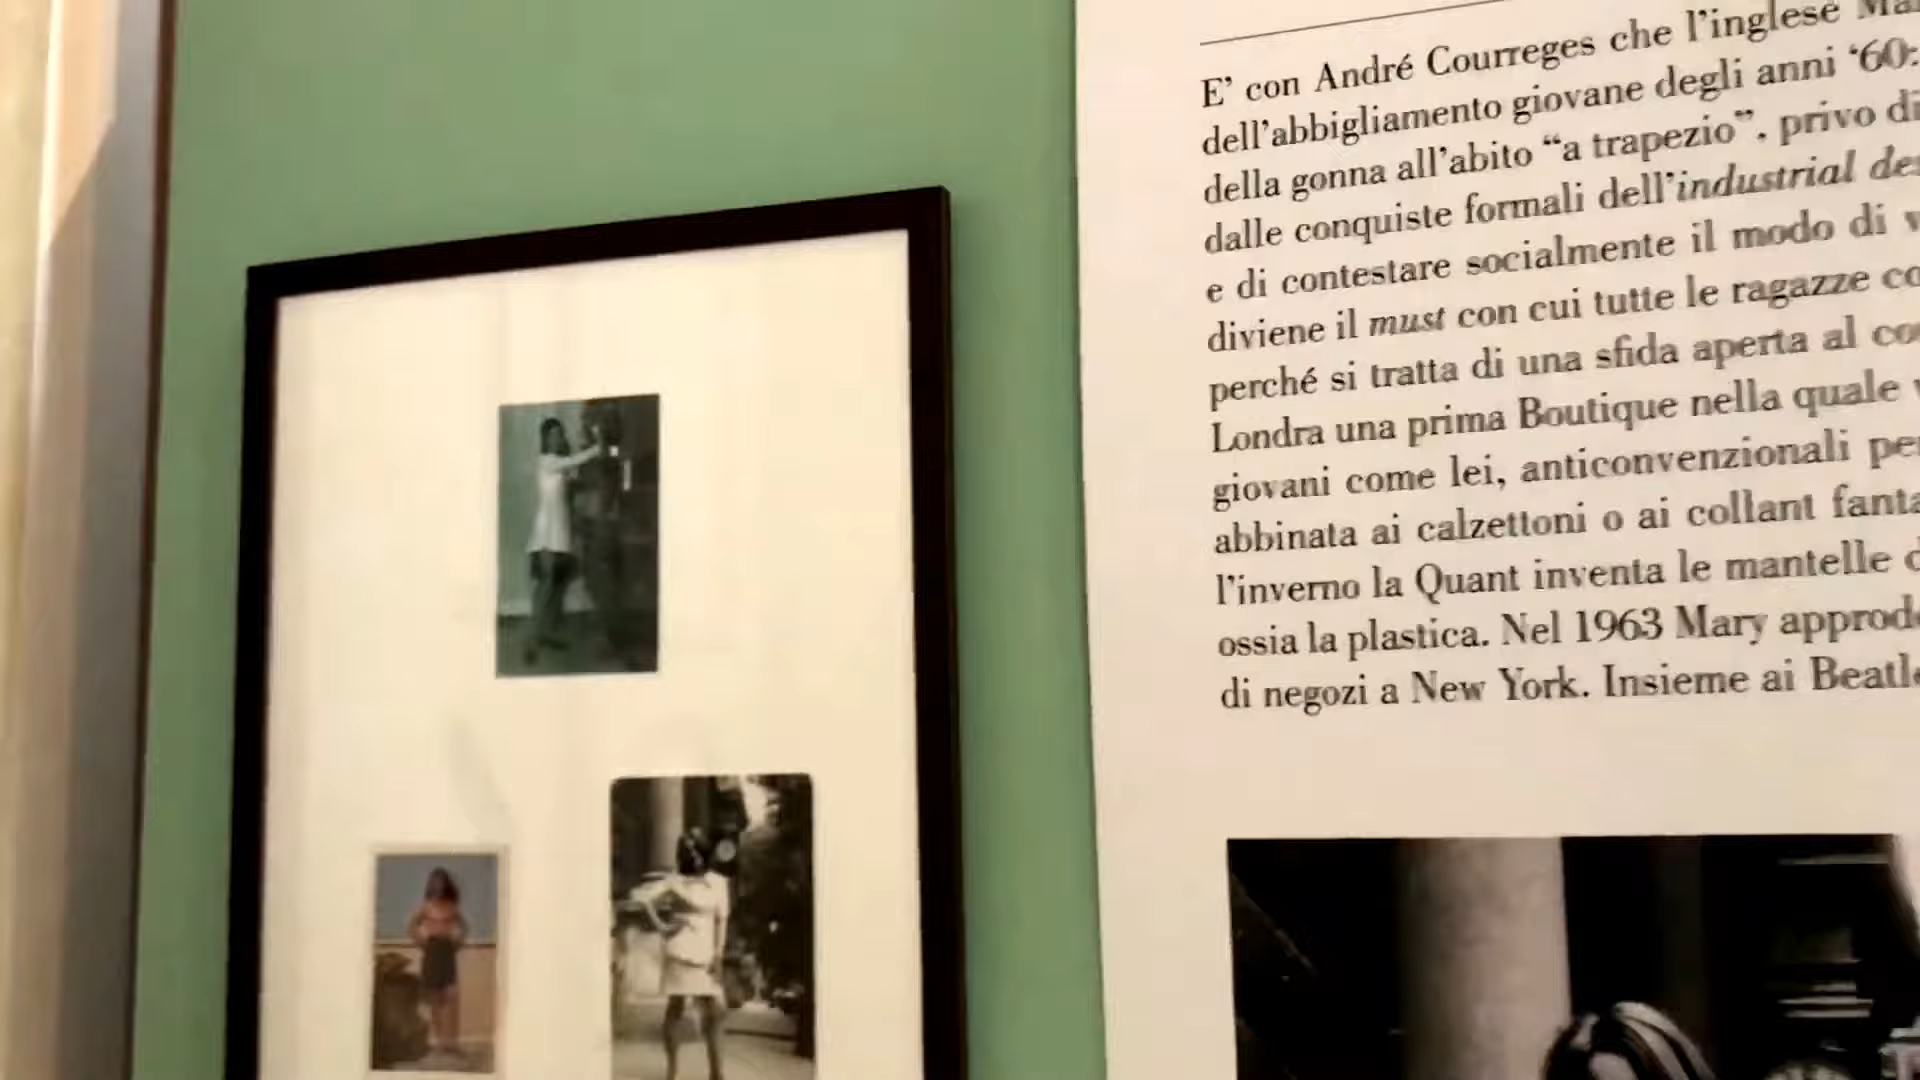 E' con André Courreges che l'inglese
dell'abbigliamento giovane degli anni '60:
della gonna all'abito "a trapezio", privo di
dalle conquiste formali dell'industrial
e di contestare socialmente il modo di
diviene il must con cui tutte le ragazze
perché si tratta di una sfida aperta al
Londra una prima Boutique nella quale
giovani come lei, anticonvenzionali
abbinata ai calzettoni o ai collant
l'inverno la Quant inventa le mantelle
ossia la plastica. Nel 1963 Mary
di negozi a New York. Insieme ai